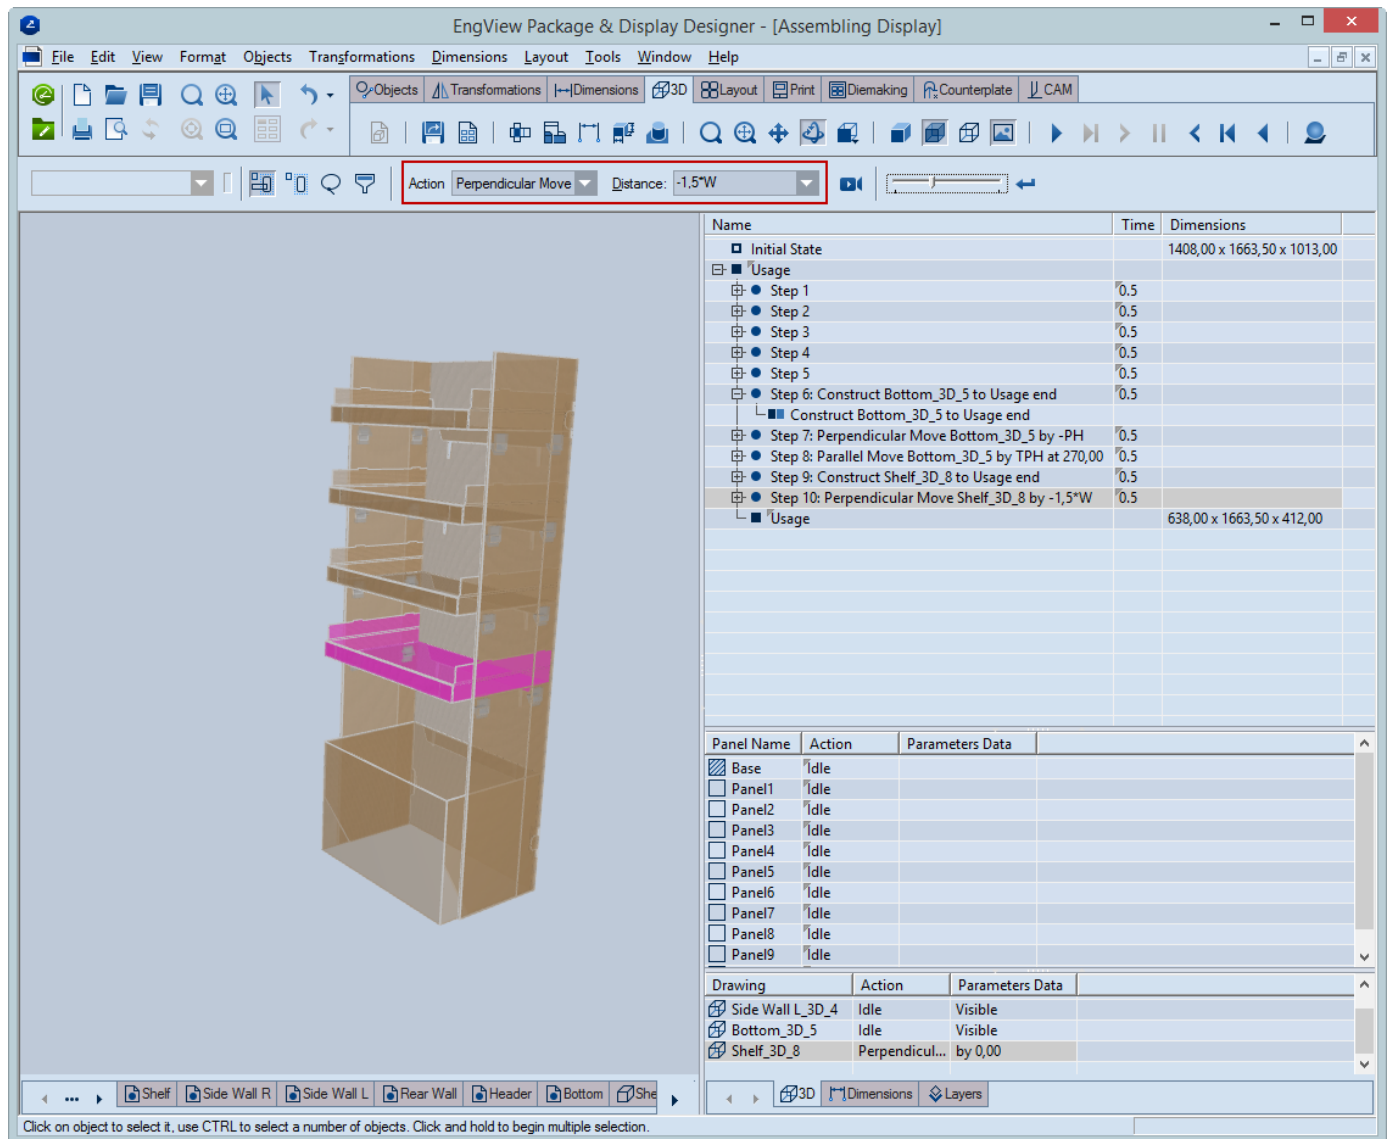 EngView Package & Display Designer - [Assembling Display]
File Edit View Format Objects Transformations Dimensions Layout Tools Window Help
Objects Transformations Dimensions 3D Layout Print Diemaking Counterplate CAM
Action Perpendicular Move Distance: -1,5*W
Name Time Dimensions
Initial State 1408,00 x 1663,50 x 1013,00
Usage
Step 1 0.5
Step 2 0.5
Step 3 0.5
Step 4 0.5
Step 5 0.5
Step 6: Construct Bottom_3D_5 to Usage end 0.5
Construct Bottom_3D_5 to Usage end
Step 7: Perpendicular Move Bottom_3D_5 by -PH 0.5
Step 8: Parallel Move Bottom_3D_5 by TPH at 270,00 0.5
Step 9: Construct Shelf_3D_8 to Usage end 0.5
Step 10: Perpendicular Move Shelf_3D_8 by -1,5*W 0.5
Usage 638,00 x 1663,50 x 412,00
Panel Name Action Parameters Data
Base Idle
Panel1 Idle
Panel2 Idle
Panel3 Idle
Panel4 Idle
Panel5 Idle
Panel6 Idle
Panel7 Idle
Panel8 Idle
Panel9 Idle
Drawing Action Parameters Data
Side Wall L_3D_4 Idle Visible
Bottom_3D_5 Idle Visible
Shelf_3D_8 Perpendicul... by 0,00
Shelf Side Wall R Side Wall L Rear Wall Header Bottom She
3D Dimensions Layers
Click on object to select it, use CTRL to select a number of objects. Click and hold to begin multiple selection.